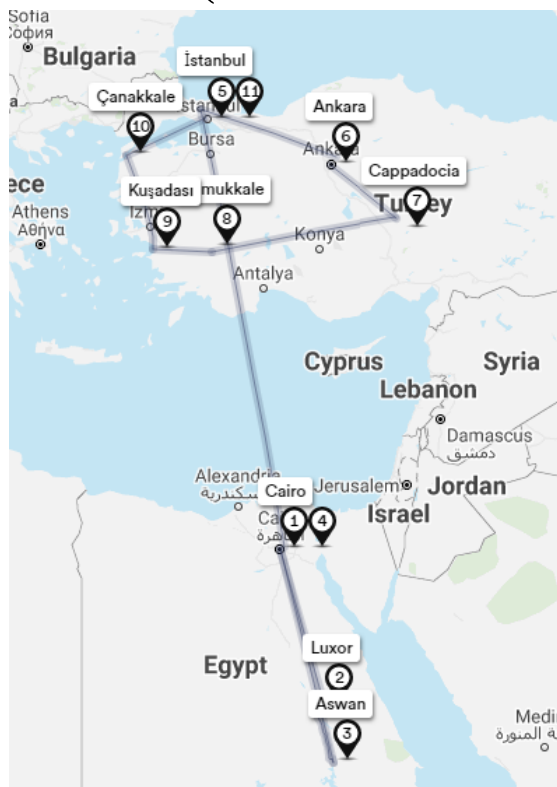 Sofia
София
Bulgaria
İstanbul
Çanakkale
5
11
Ankara
10
Bursa
6
Cappadocia
ece
Kuşadası
mukkale
Turkey
7
Athens
Αθήνα
9
8
Konya
Antalya
Cyprus
Syria
Lebanon
Damascus
دمشق
Alexandria
الإسكندرية
Jerusalem
Jordan
Cairo
Israel
1
4
القاهرة
Luxor
Egypt
2
Aswan
3
Medi
المدينة المنورة